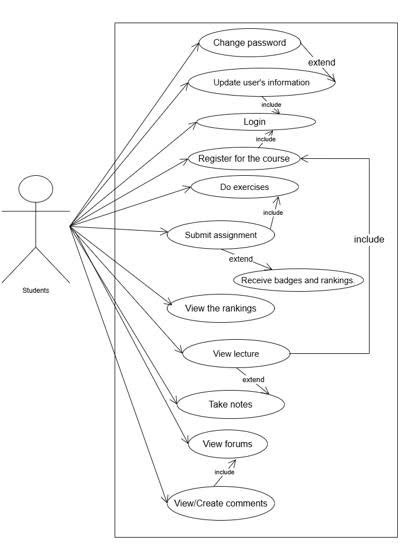 Change password
extend
Update user's information
include
Login
include
Register for the course
Do exercises
include
Submit assignment
include
extend
Receive badges and rankings.
Students
View the rankings
View lecture
extend
Take notes
View forums
include
View/Create comments